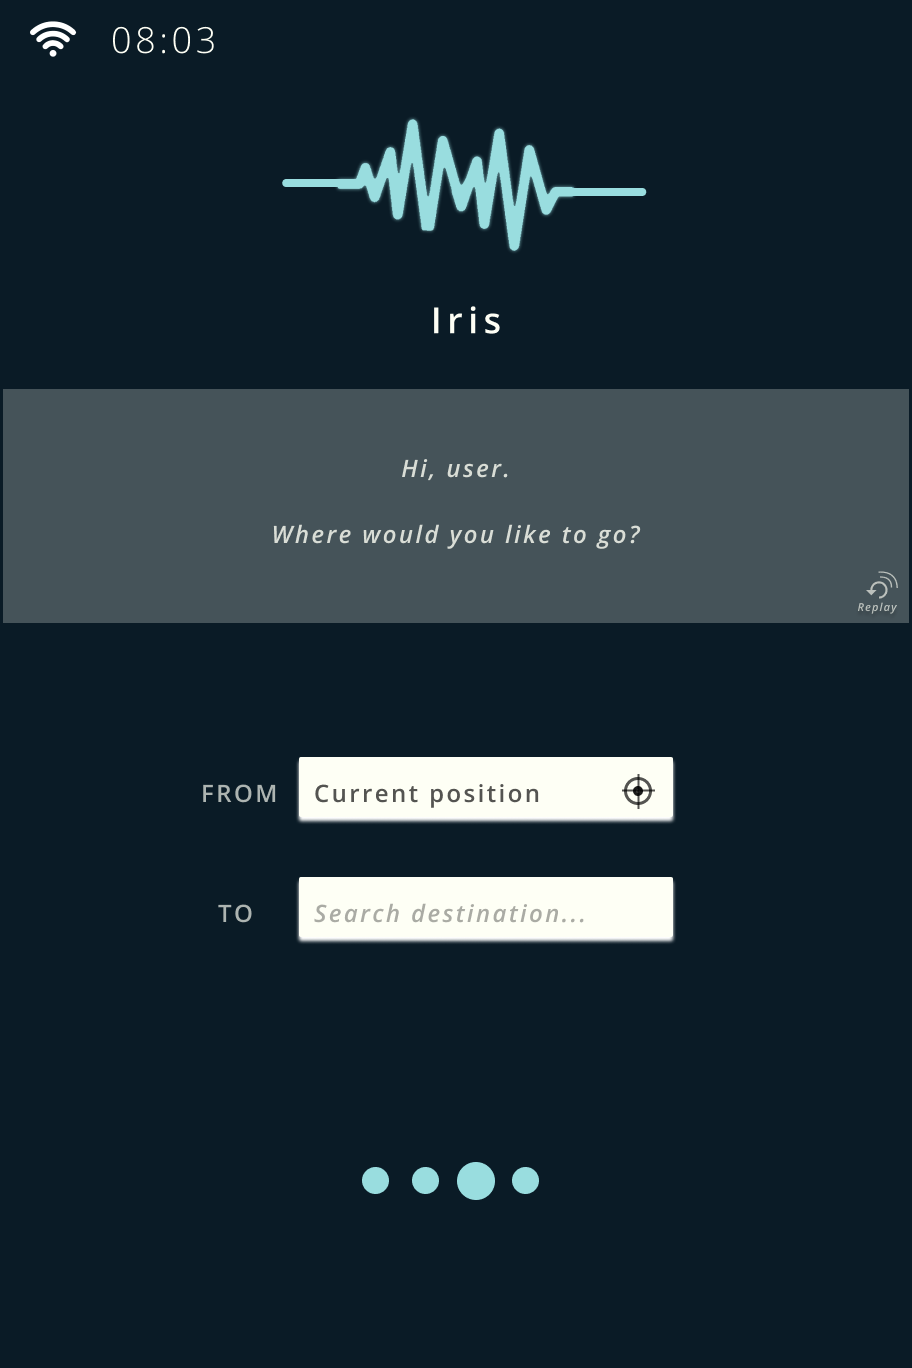 08:03
Iris
Hi, user.
Where would you like to go?
Replay
FROM Current position
TO Search destination...